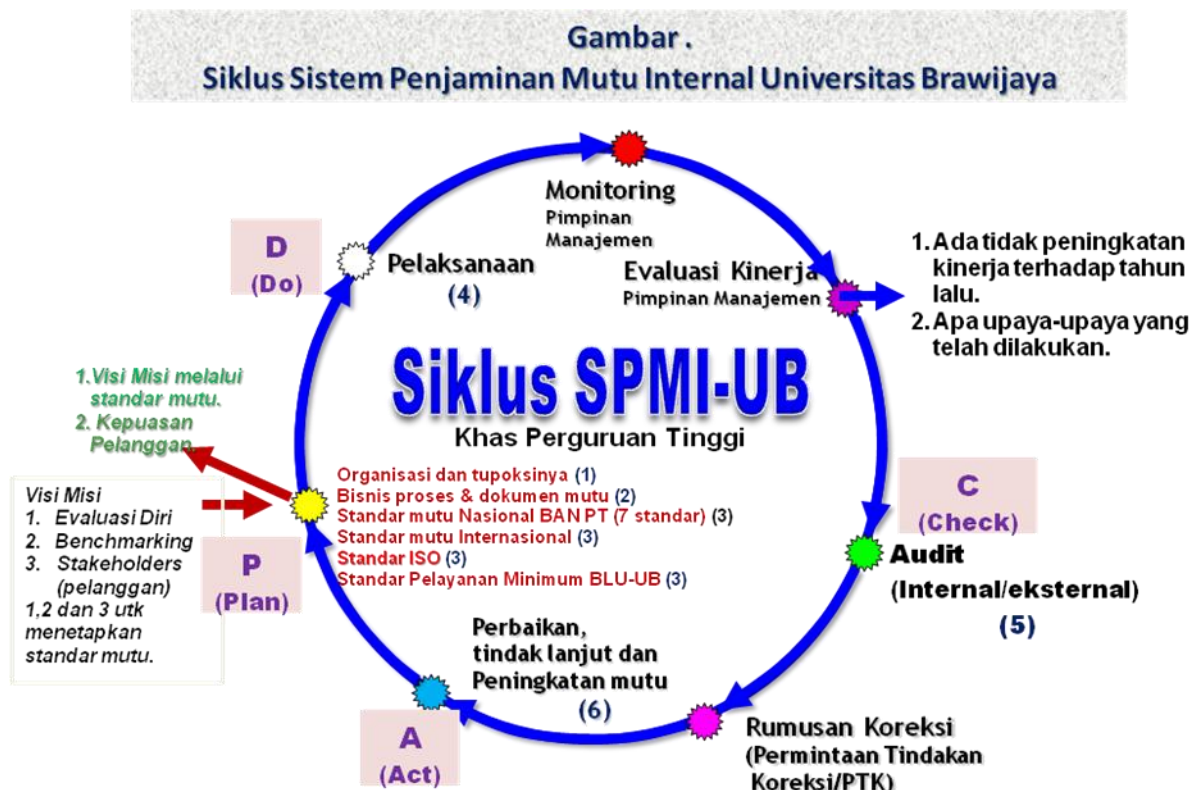 Gambar .
Siklus Sistem Penjaminan Mutu Internal Universitas Brawijaya
Monitoring
Pimpinan
Manajemen
D
(Do)
Pelaksanaan
(4)
Evaluasi Kinerja
Pimpinan Manajemen
1. Ada tidak peningkatan
kinerja terhadap tahun
lalu.
2. Apa upaya-upaya yang
telah dilakukan.
Siklus SPMI-UB
Khas Perguruan Tinggi
1.Visi Misi melalui
standar mutu.
2. Kepuasan
Pelanggan.
Visi Misi
1. Evaluasi Diri
2. Benchmarking
3. Stakeholders
(pelanggan)
1,2 dan 3 utk
menetapkan
standar mutu.
P
(Plan)
Organisasi dan tupoksinya (1)
Bisnis proses & dokumen mutu (2)
Standar mutu Nasional BAN PT (7 standar) (3)
Standar mutu Internasional (3)
Standar ISO (3)
Standar Pelayanan Minimum BLU-UB (3)
C
(Check)
Audit
(Internal/eksternal)
(5)
Perbaikan,
tindak lanjut dan
Peningkatan mutu
(6)
A
(Act)
Rumusan Koreksi
(Permintaan Tindakan
Koreksi/PTK)